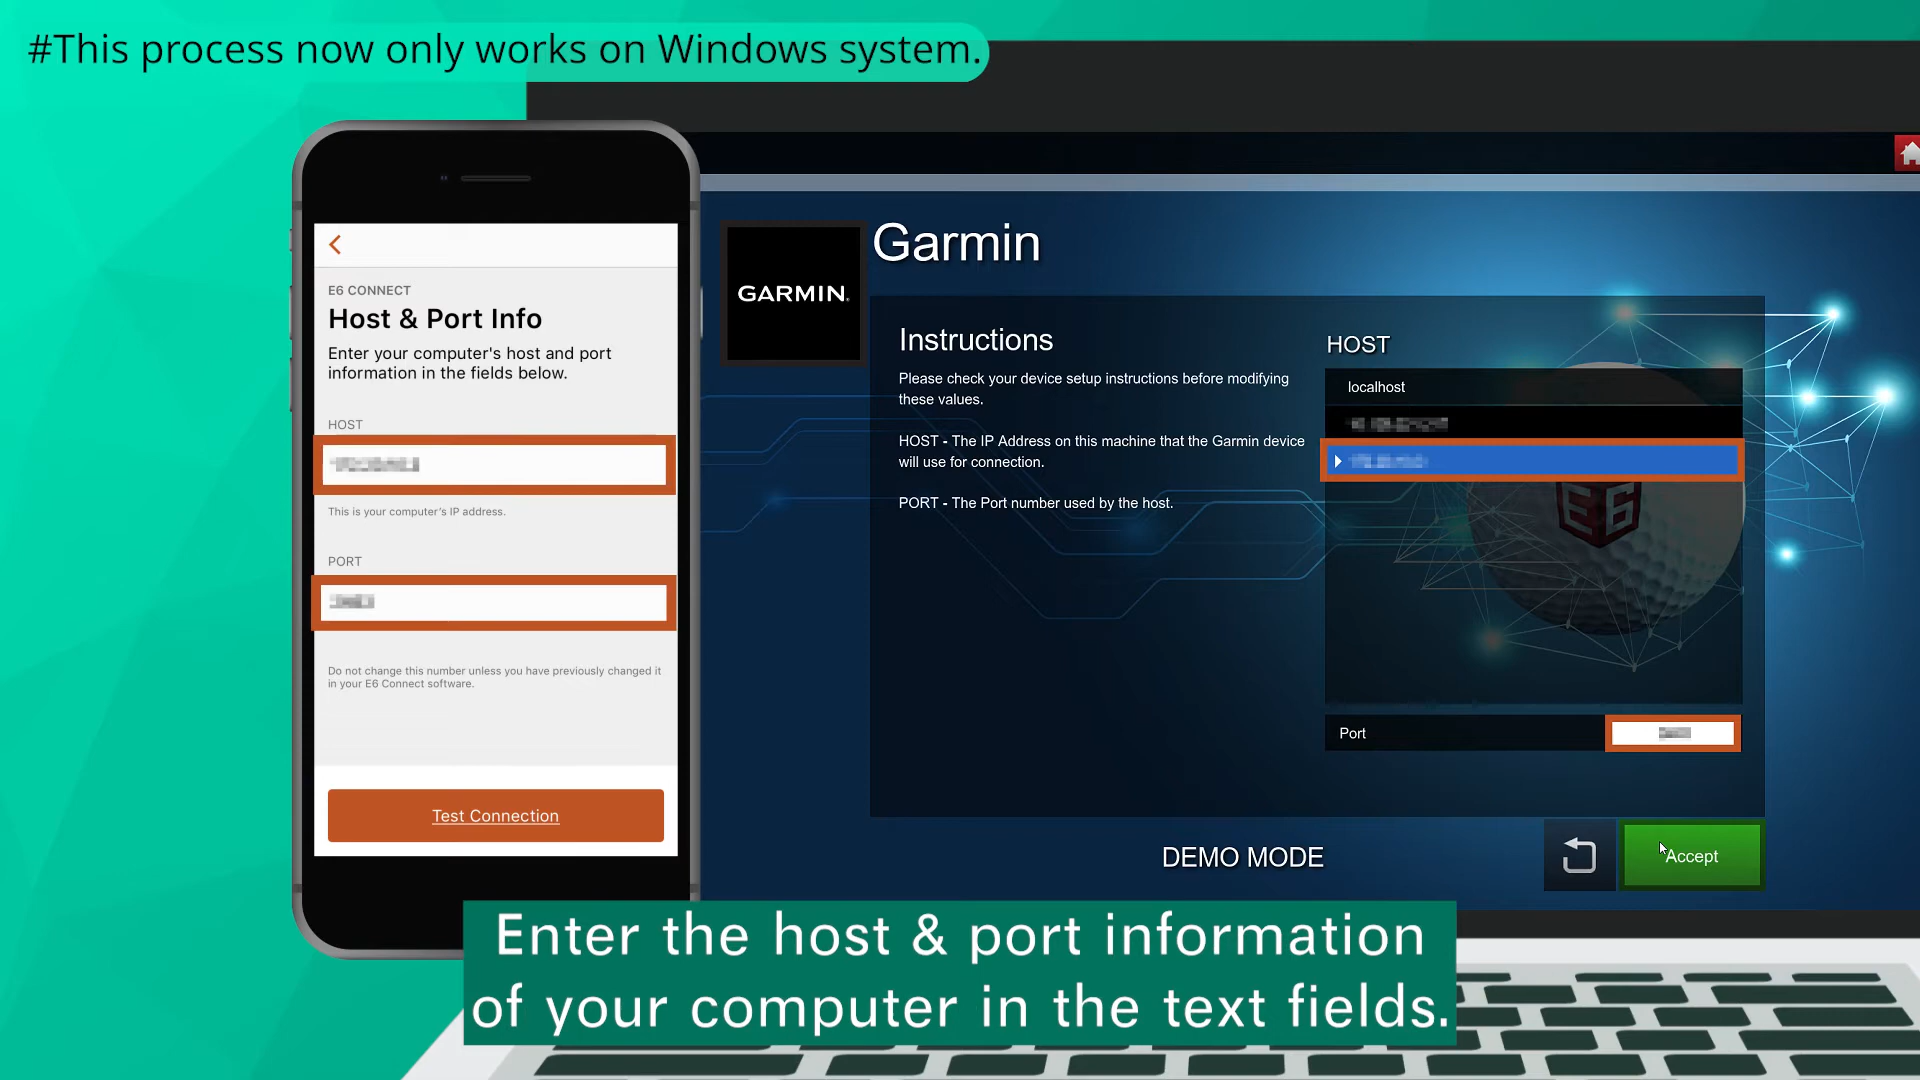 #This process now only works on Windows system.
E6 CONNECT
Host & Port Info
Enter your computer's host and port
information in the fields below.
HOST
This is your computer's IP address.
PORT
Do not change this number unless you have previously changed it
in your E6 Connect software.
Test Connection
GARMIN
Garmin
Instructions
Please check your device setup instructions before modifying
these values.
HOST - The IP Address on this machine that the Garmin device
will use for connection.
PORT - The Port number used by the host.
HOST
localhost
E6
Port
DEMO MODE
Accept
Enter the host & port information
of your computer in the text fields.